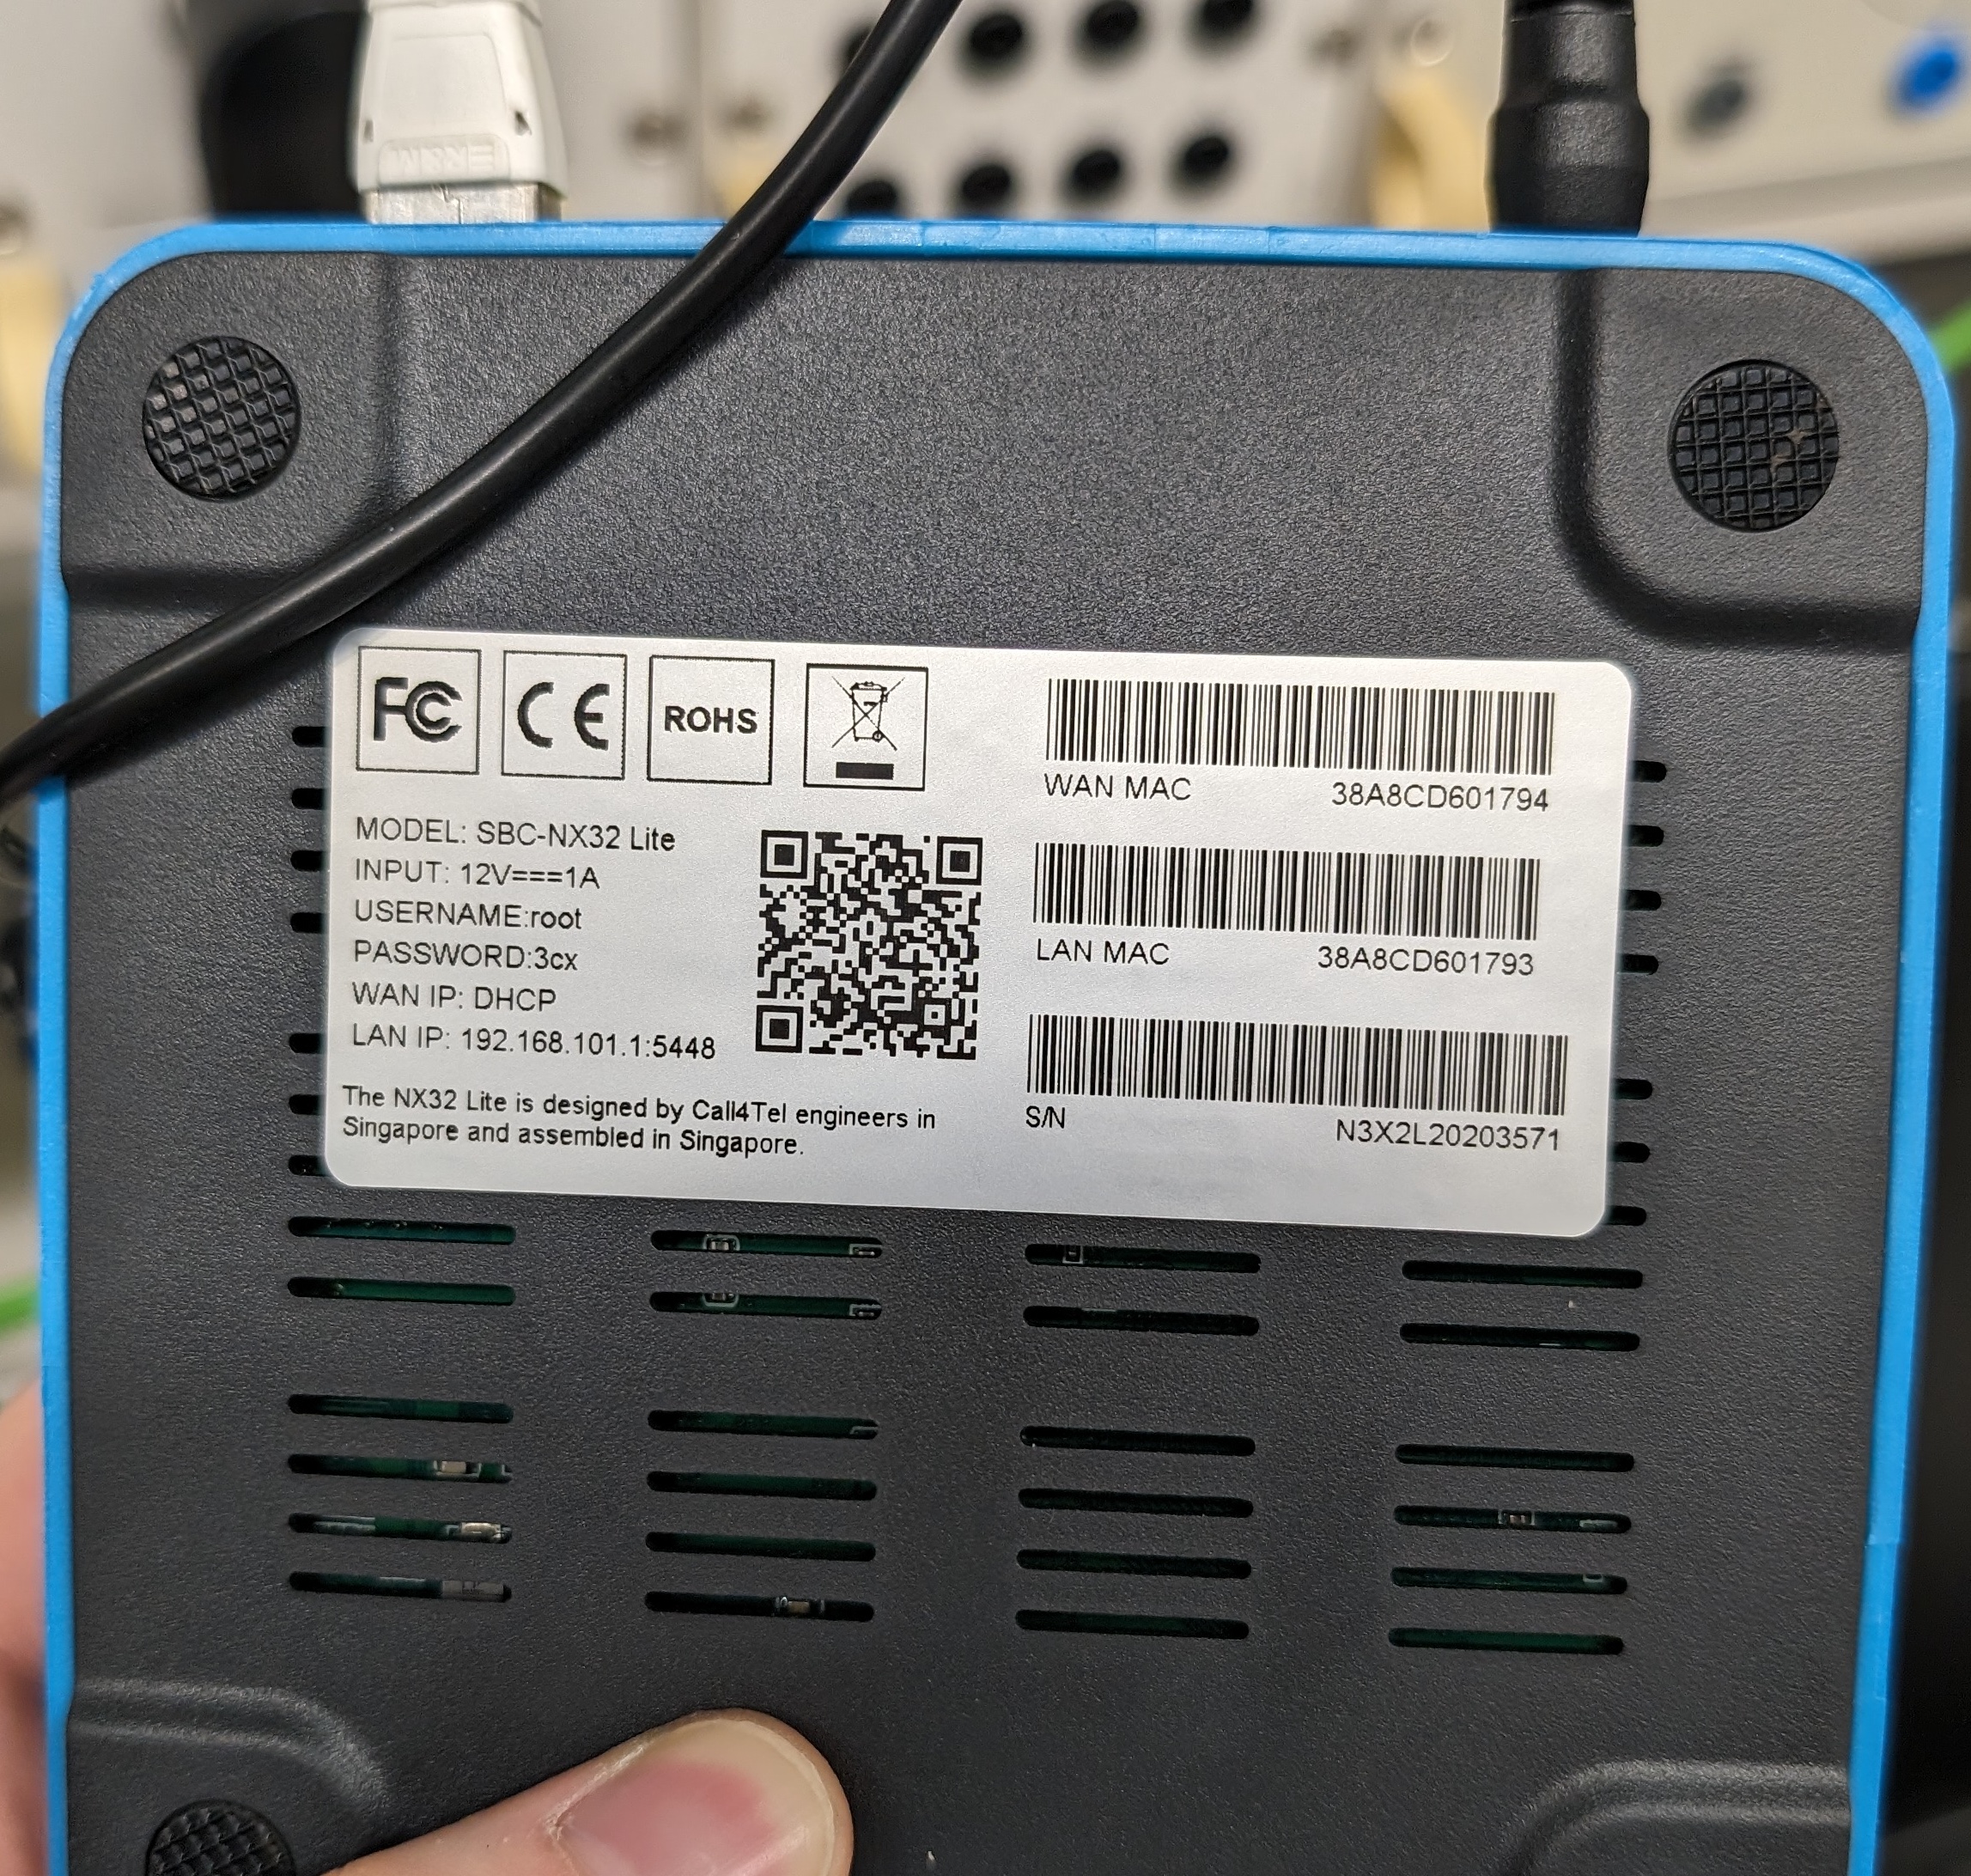 FC
CE
ROHS
MODEL: SBC-NX32 Lite
INPUT: 12V===1A
USERNAME:root
PASSWORD:3cx
WAN IP: DHCP
LAN IP: 192.168.101.1:5448
The NX32 Lite is designed by Call4Tel engineers in
Singapore and assembled in Singapore.
WAN MAC 38A8CD601794
LAN MAC 38A8CD601793
S/N N3X2L20203571